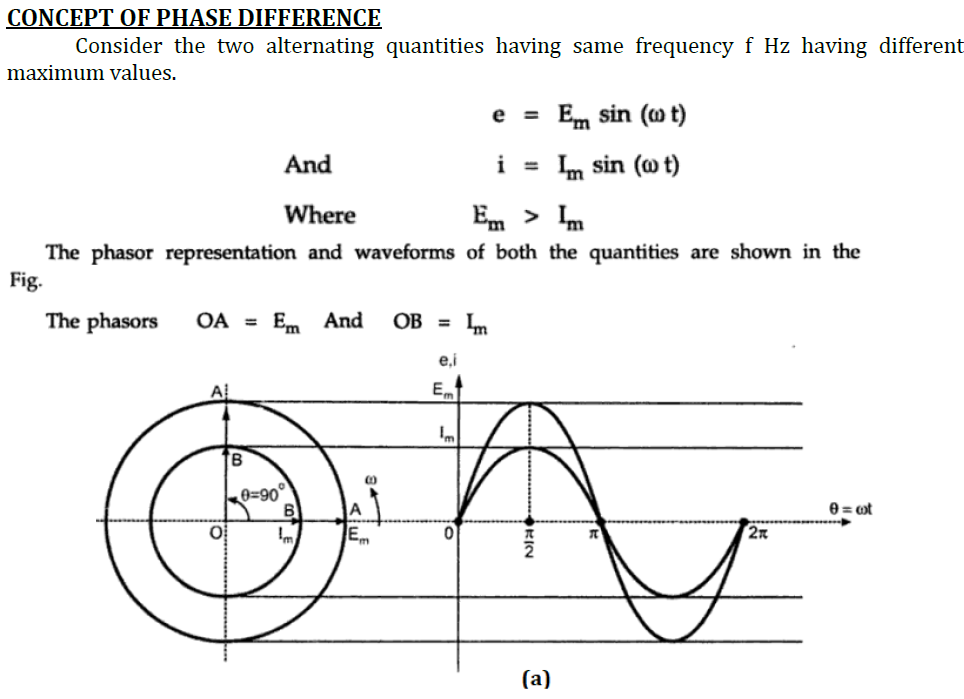 CONCEPT OF PHASE DIFFERENCE
Consider the two alternating quantities having same frequency f Hz having different
maximum values.
e = Em sin (ω t)
And i = Im sin (ω t)
Where Em > Im
The phasor representation and waveforms of both the quantities are shown in the
Fig.
The phasors OA = Em And OB = Im
e,i
A Em
Im
B
θ=90° ω
B A θ = ωt
O Im Em 0 π/2 π 2π
(a)